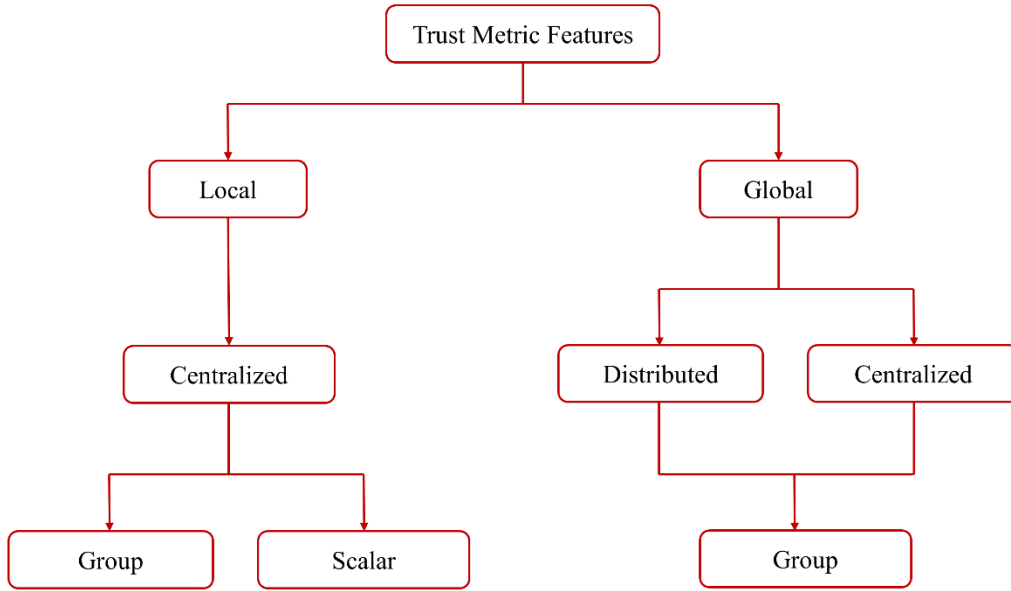 Trust Metric Features
Local
Global
Centralized
Distributed
Centralized
Group
Scalar
Group